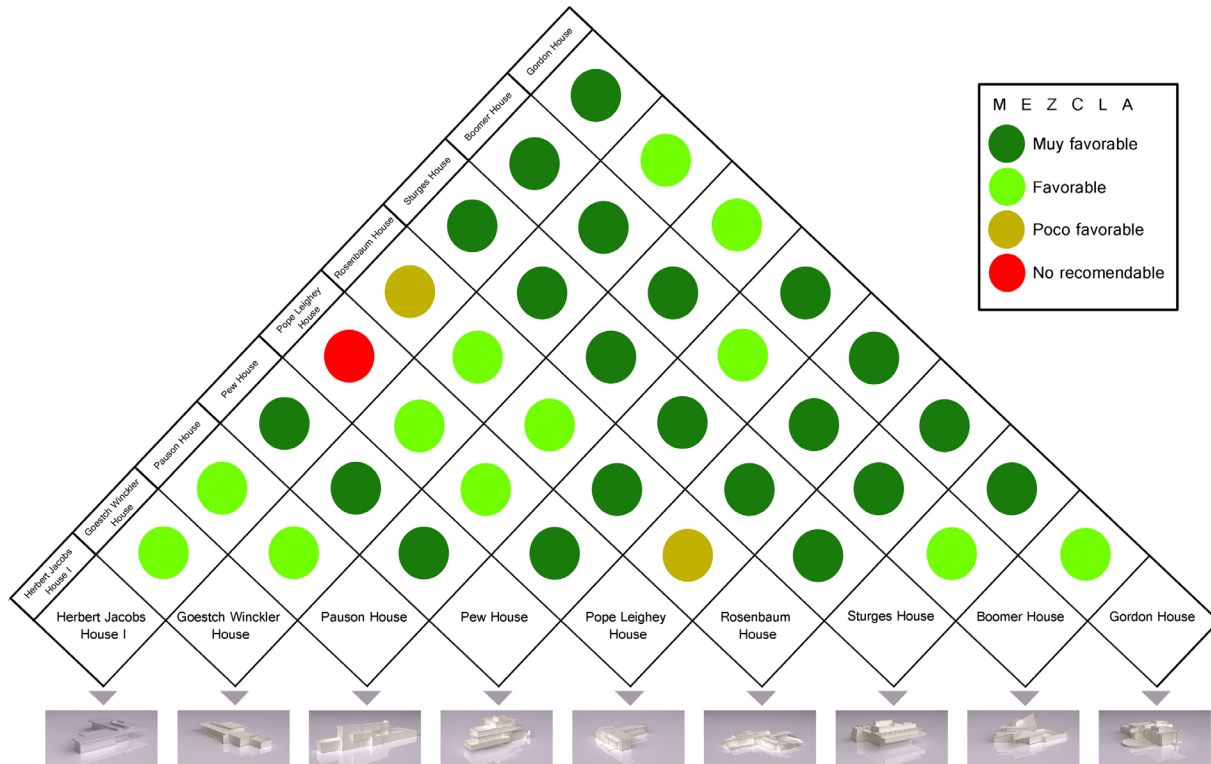 Gordon House
Boomer House
Sturges House
Rosenbaum House
Pope Leighey
House
Pew House
Pauson House
Goestch Winckler
House
Herbert Jacobs
House I
M E Z C L A
Muy favorable
Favorable
Poco favorable
No recomendable
Herbert Jacobs
House I
Goestch Winckler
House
Pauson House
Pew House
Pope Leighey
House
Rosenbaum
House
Sturges House
Boomer House
Gordon House